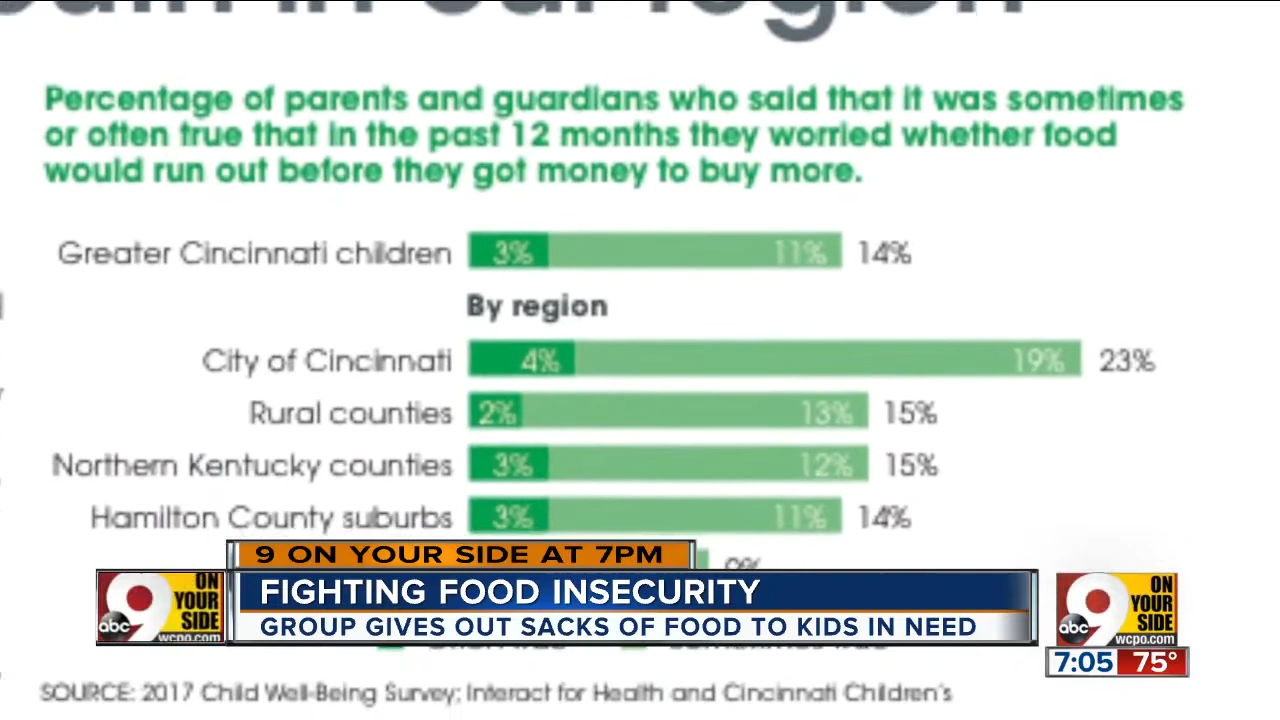 in our region
Percentage of parents and guardians who said that it was sometimes
or often true that in the past 12 months they worried whether food
would run out before they got money to buy more.
Greater Cincinnati children 3% 11% 14%
By region
City of Cincinnati 4% 19% 23%
Rural counties 2% 13% 15%
Northern Kentucky counties 3% 12% 15%
Hamilton County suburbs 3% 11% 14%
9 ON YOUR SIDE AT 7PM
FIGHTING FOOD INSECURITY
GROUP GIVES OUT SACKS OF FOOD TO KIDS IN NEED
9 abc ON YOUR SIDE wcpo.com
9 abc ON YOUR SIDE wcpo.com
7:05 75°
SOURCE: 2017 Child Well-Being Survey; Interact for Health and Cincinnati Children's